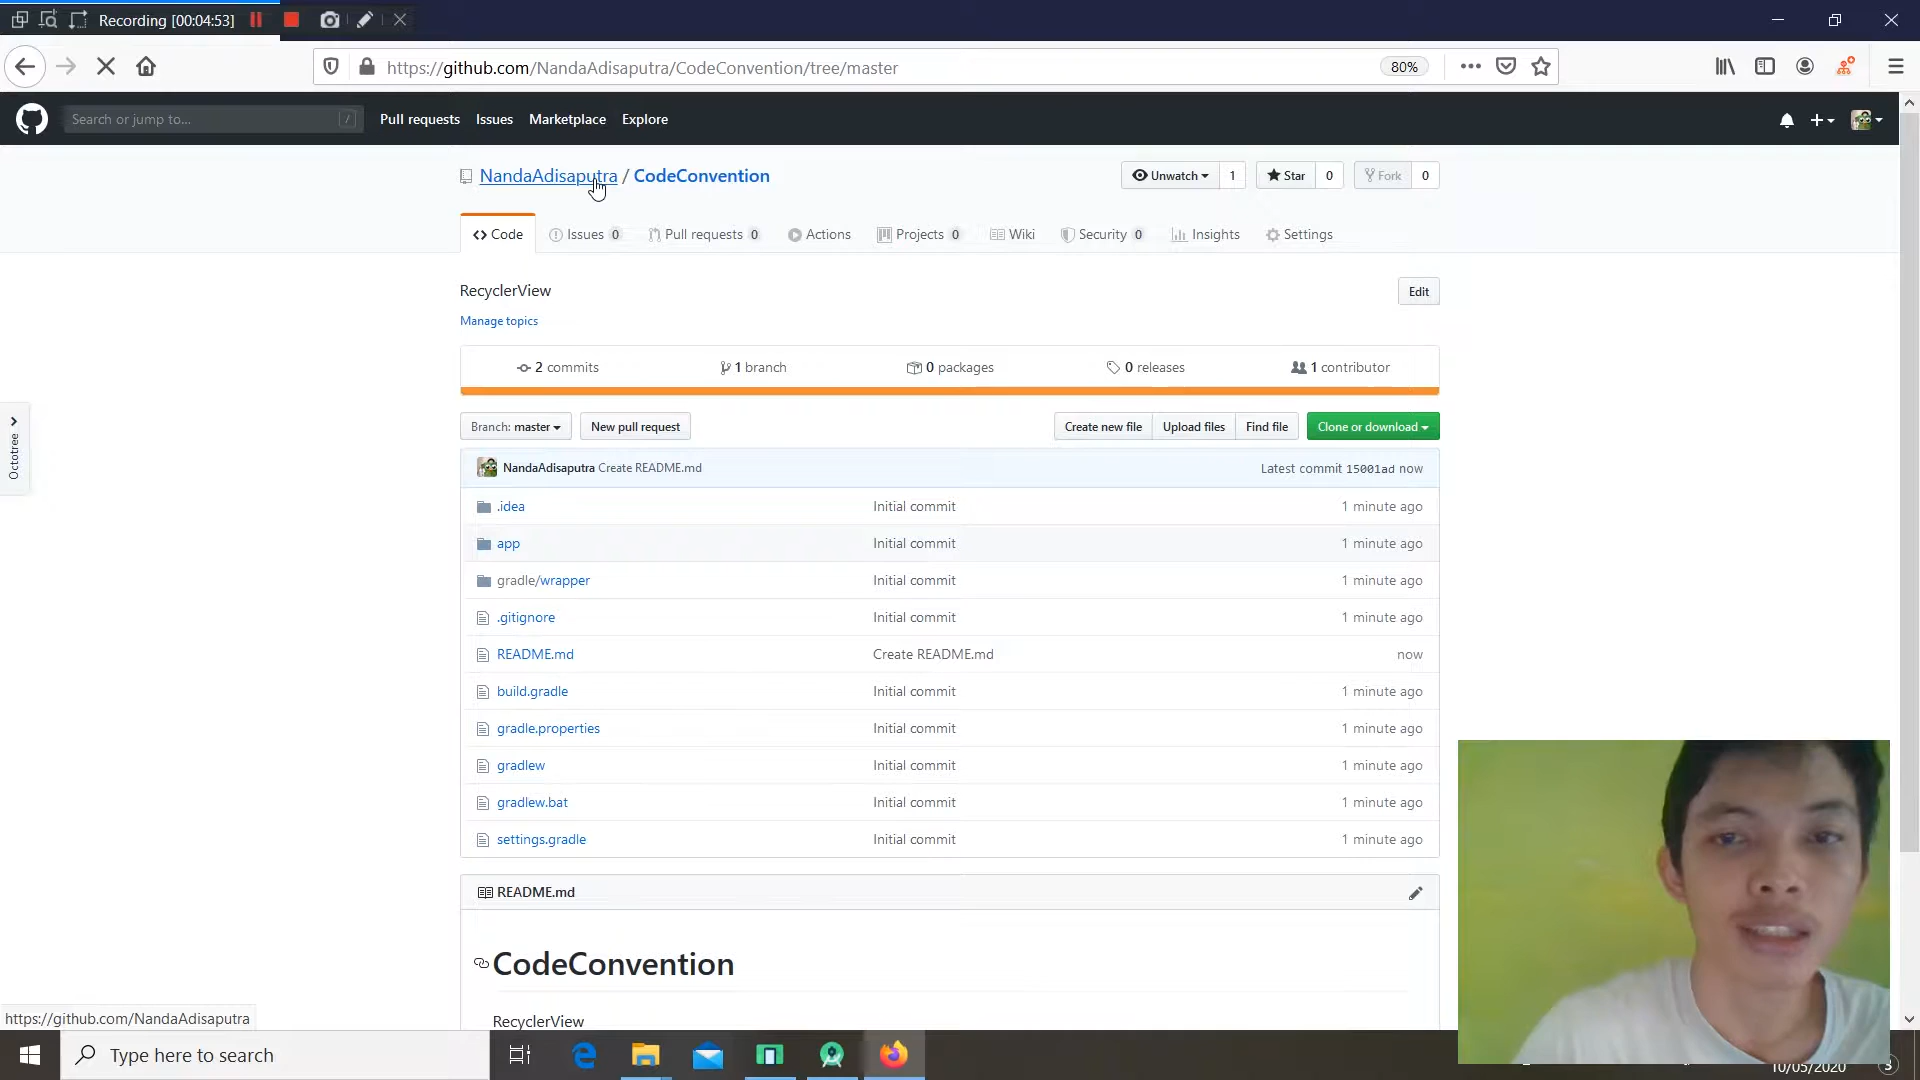 Recording [00:04:53]
https://github.com/NandaAdisaputra/CodeConvention/tree/master
80%
Search or jump to...
/
Pull requests
Issues
Marketplace
Explore
NandaAdisaputra / CodeConvention
Unwatch 1
Star 0
Fork 0
Code
Issues 0
Pull requests 0
Actions
Projects 0
Wiki
Security 0
Insights
Settings
RecyclerView
Edit
Manage topics
2 commits
1 branch
0 packages
0 releases
1 contributor
Octotree
Branch: master
New pull request
Create new file
Upload files
Find file
Clone or download
NandaAdisaputra Create README.md
Latest commit 15001ad now
.idea Initial commit 1 minute ago
app Initial commit 1 minute ago
gradle/wrapper Initial commit 1 minute ago
.gitignore Initial commit 1 minute ago
README.md Create README.md now
build.gradle Initial commit 1 minute ago
gradle.properties Initial commit 1 minute ago
gradlew Initial commit 1 minute ago
gradlew.bat Initial commit 1 minute ago
settings.gradle Initial commit 1 minute ago
README.md
CodeConvention
RecyclerView
https://github.com/NandaAdisaputra
Type here to search
10/05/2020
3